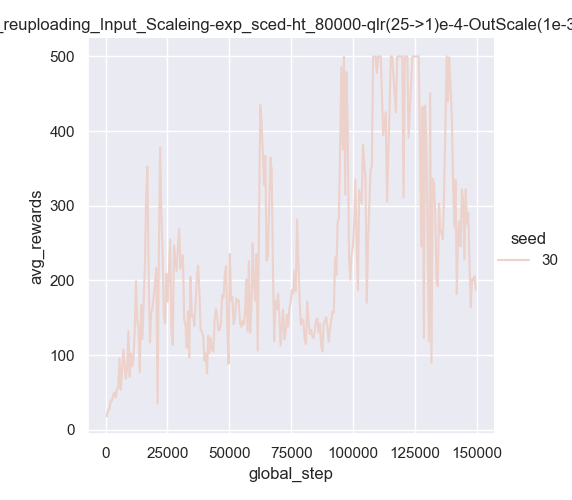 _reuploading_Input_Scaleing-exp_sced-ht_80000-qlr(25->1)e-4-OutScale(1e-3
500
400
300
200
100
0
avg_rewards
0 25000 50000 75000 100000 125000 150000
global_step
seed
30